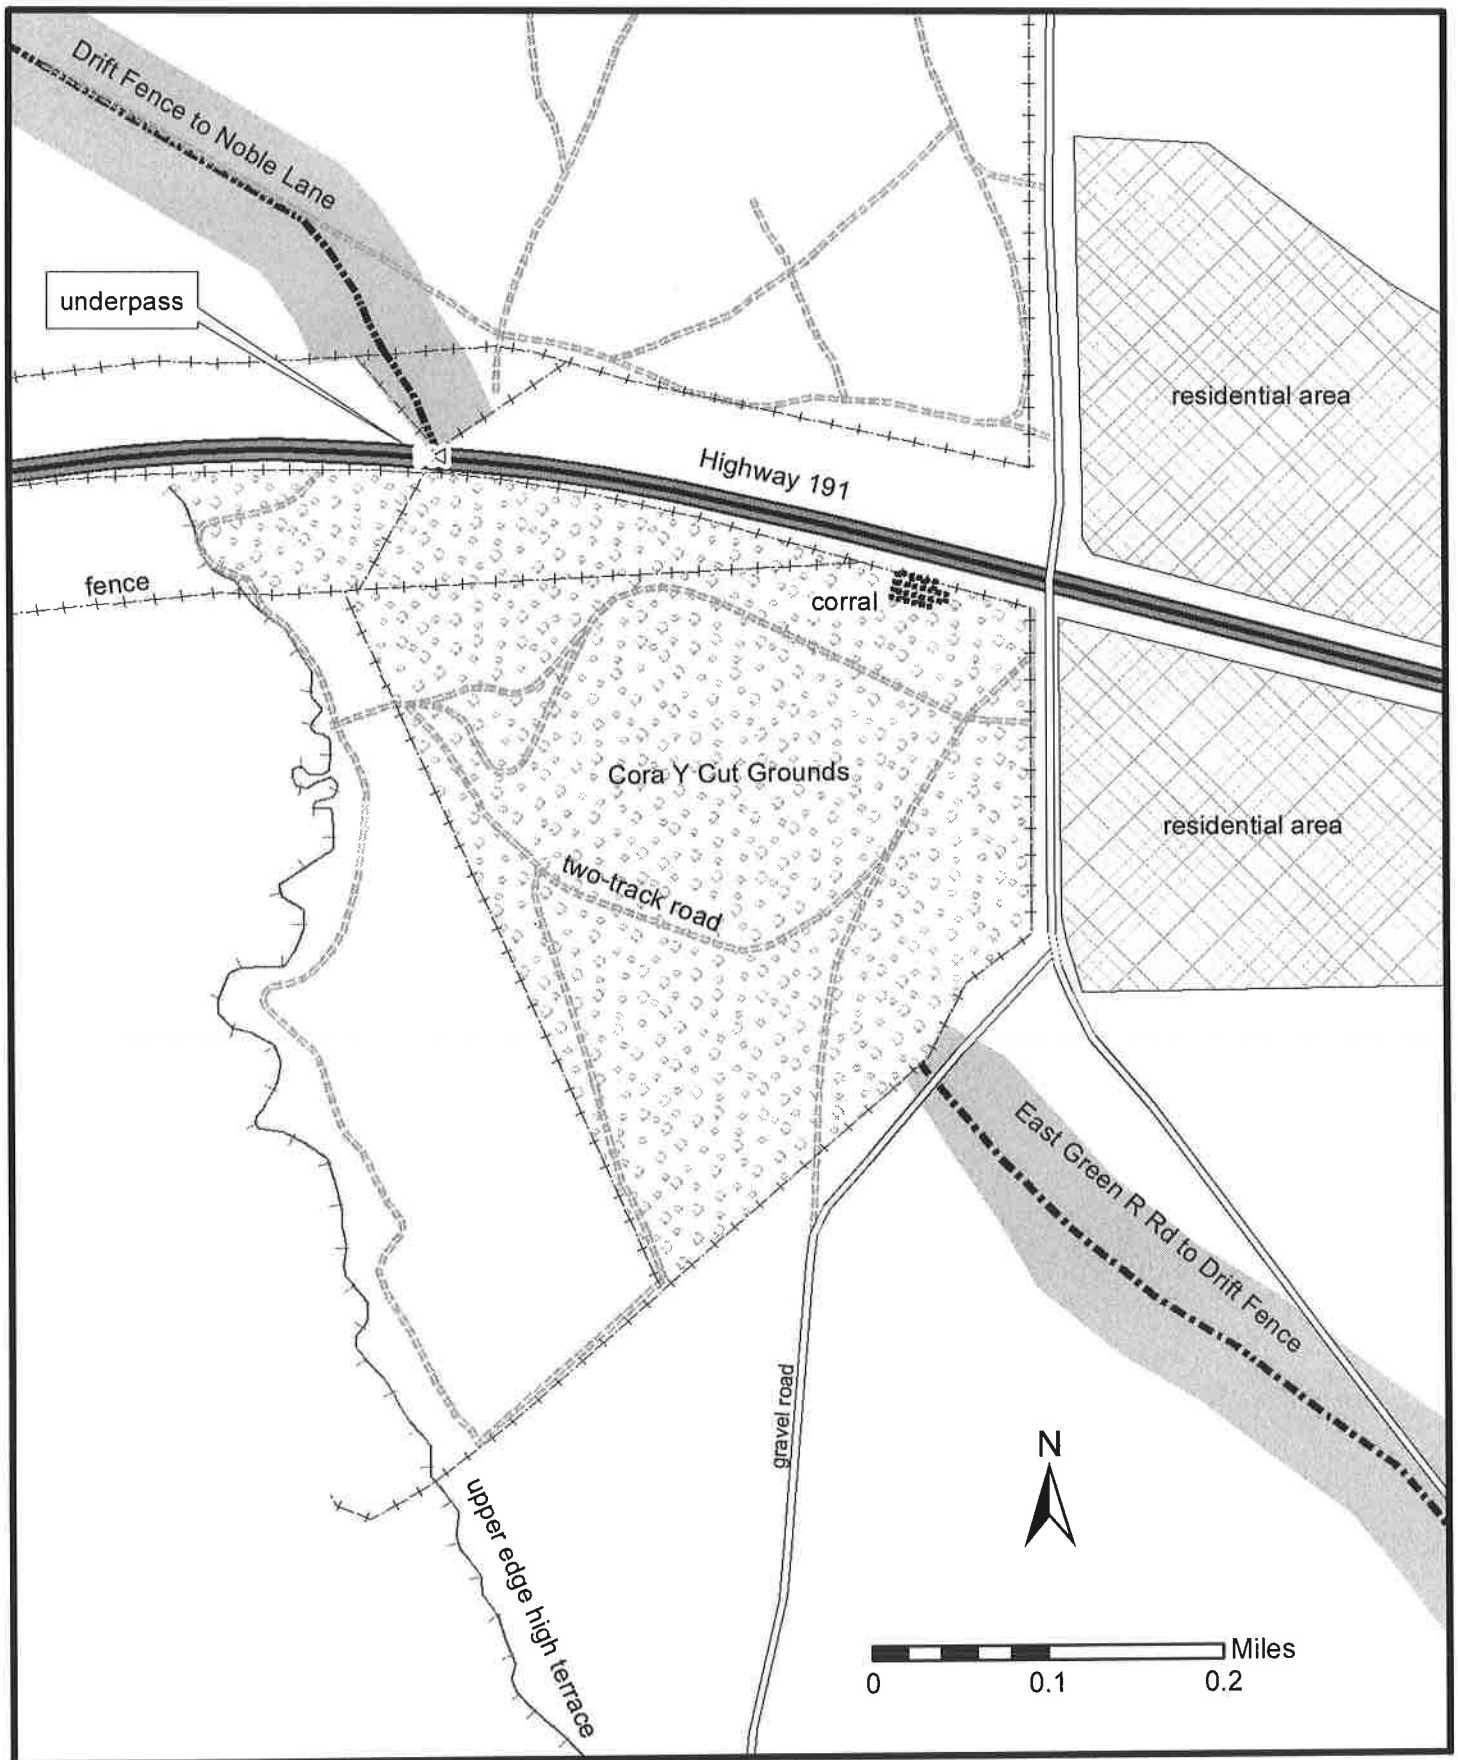 Drift Fence to Noble Lane
underpass
residential area
Highway 191
fence
corral
Cora Y Cut Grounds
residential area
two-track road
East Green R Rd to Drift Fence
gravel road
N
upper edge high terrace
Miles
0 0.1 0.2